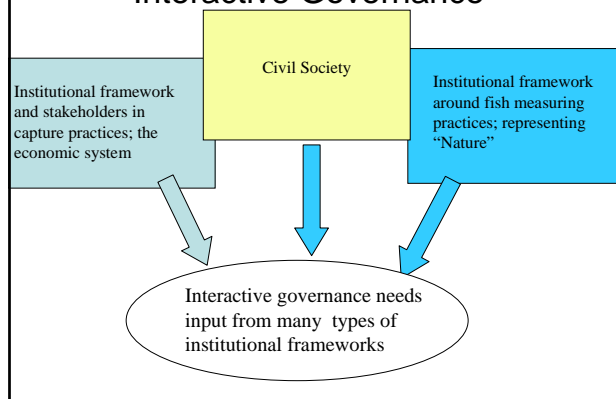 Interactive Governance
Civil Society
Institutional framework
and stakeholders in
capture practices; the
economic system
Institutional framework
around fish measuring
practices; representing
“Nature”
Interactive governance needs
input from many types of
institutional frameworks